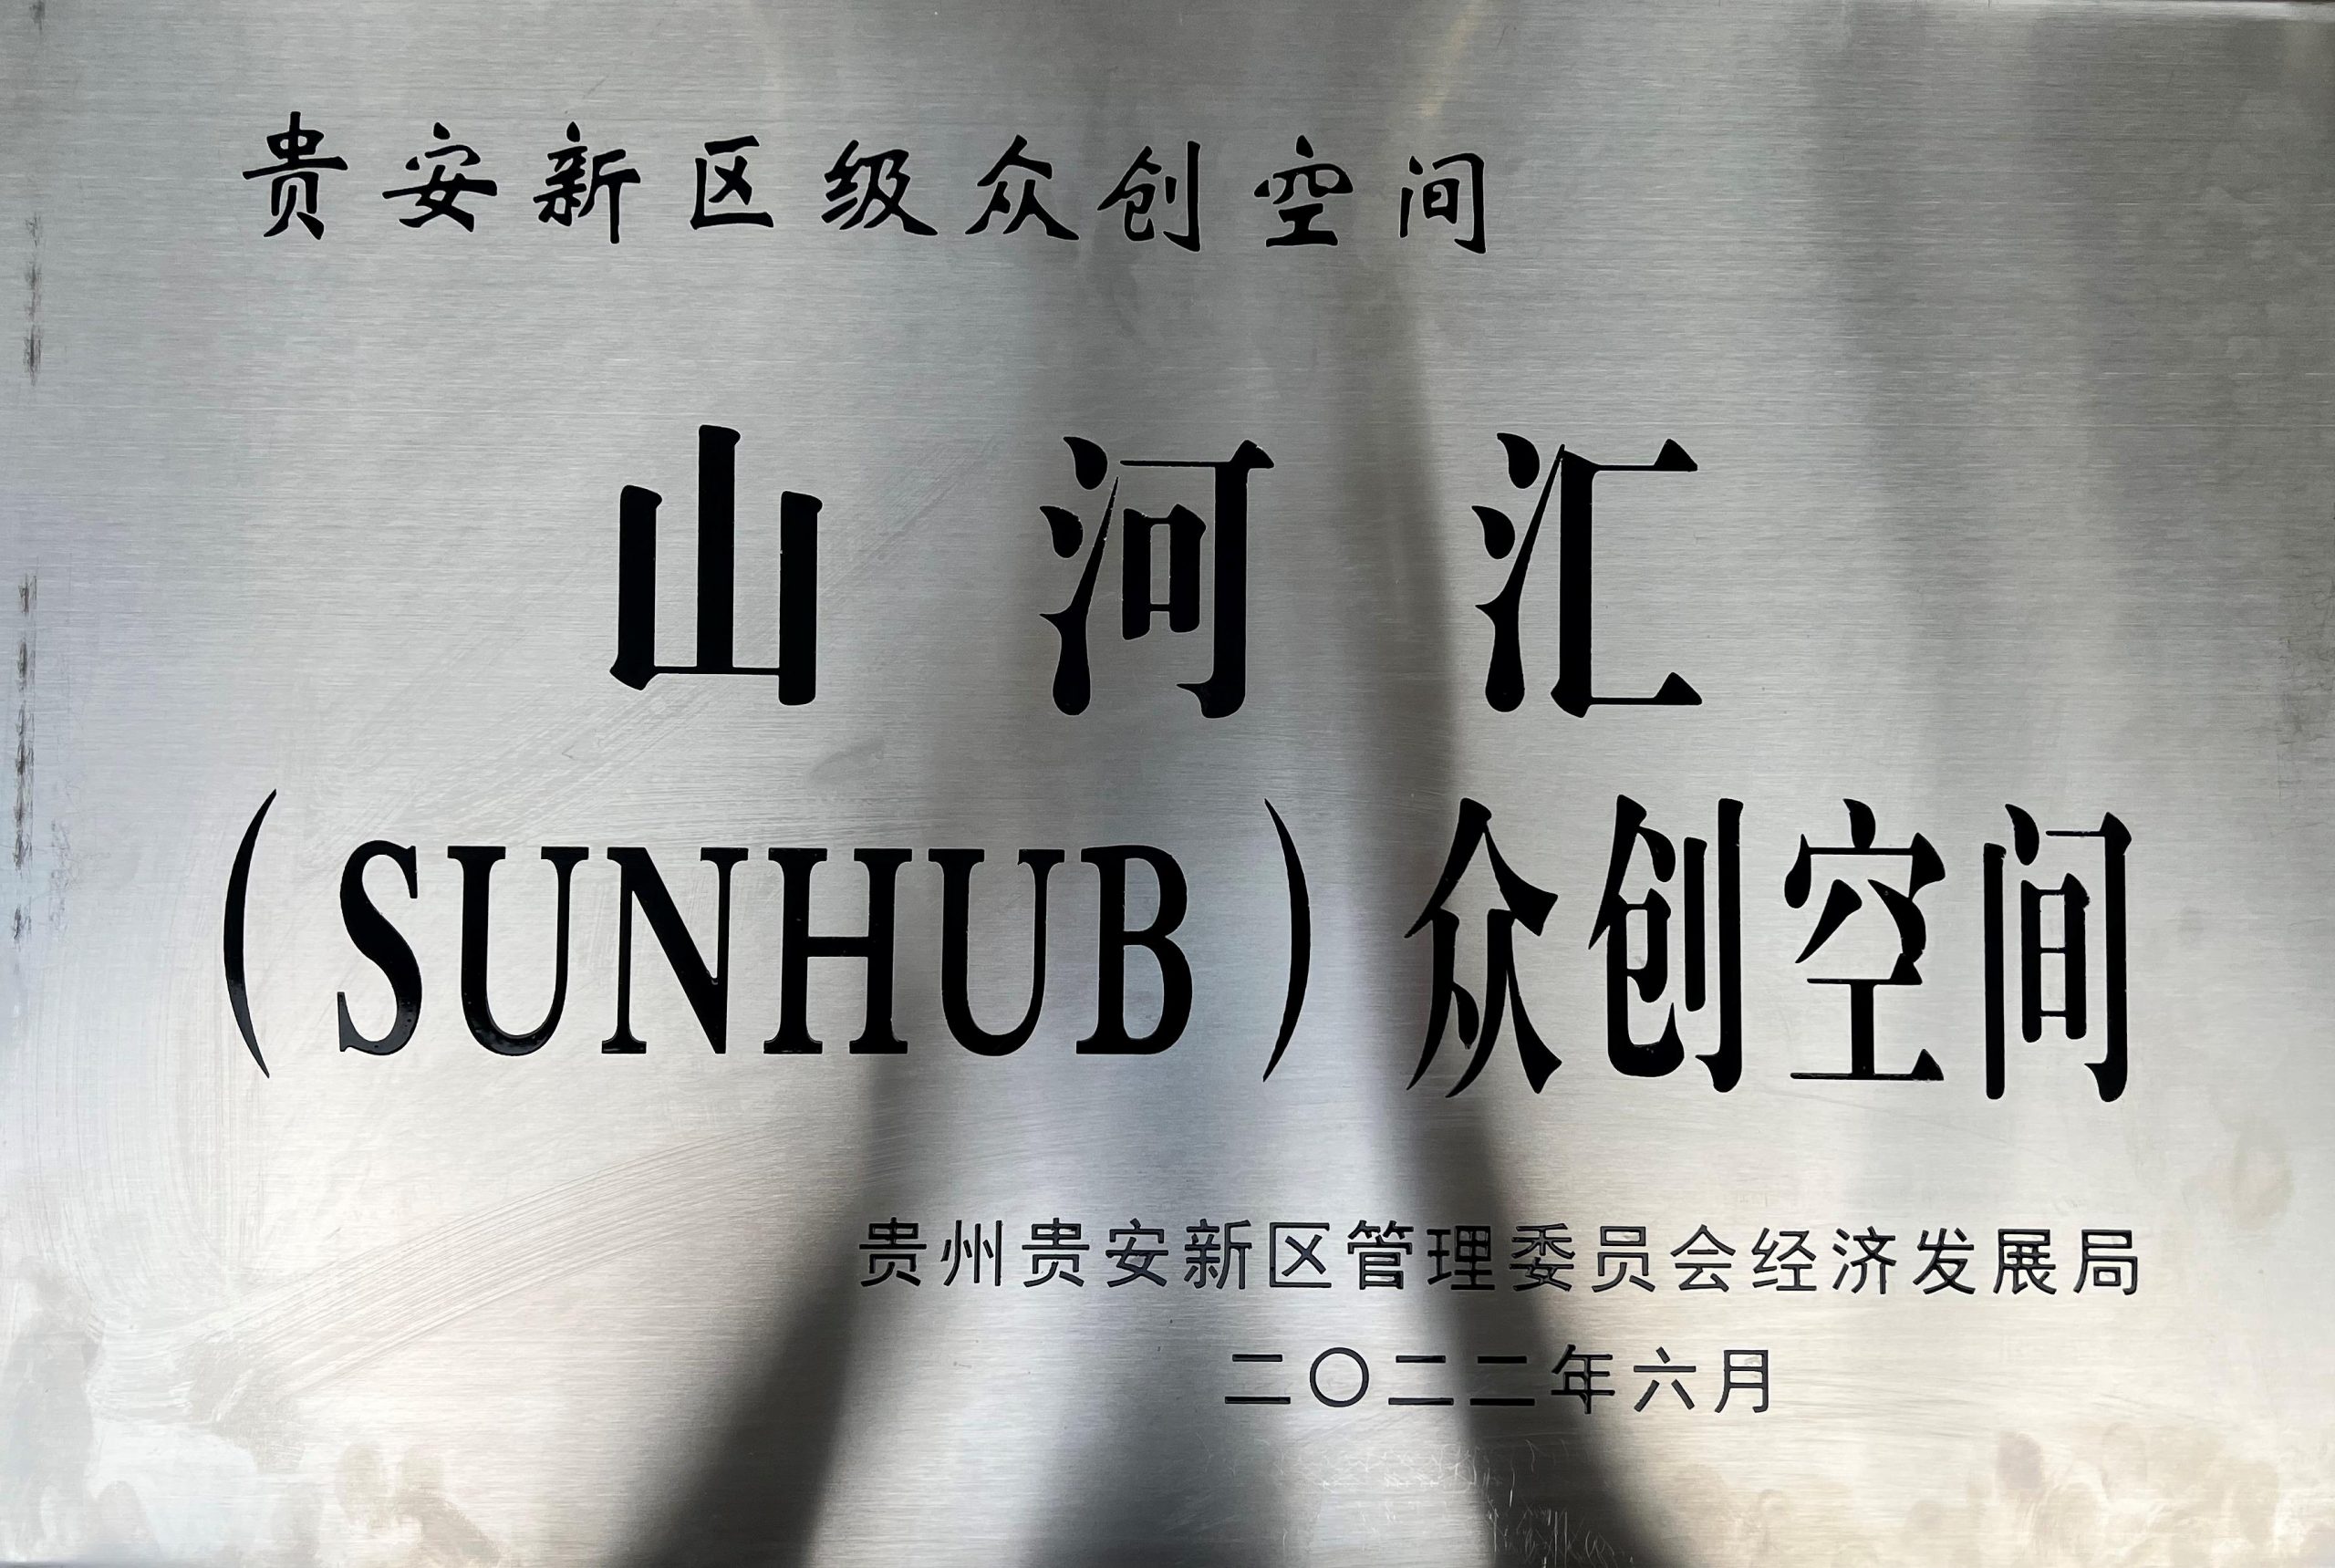 贵安新区级众创空间
山河汇
（SUNHUB）众创空间
贵州贵安新区管理委员会经济发展局
二〇二二年六月